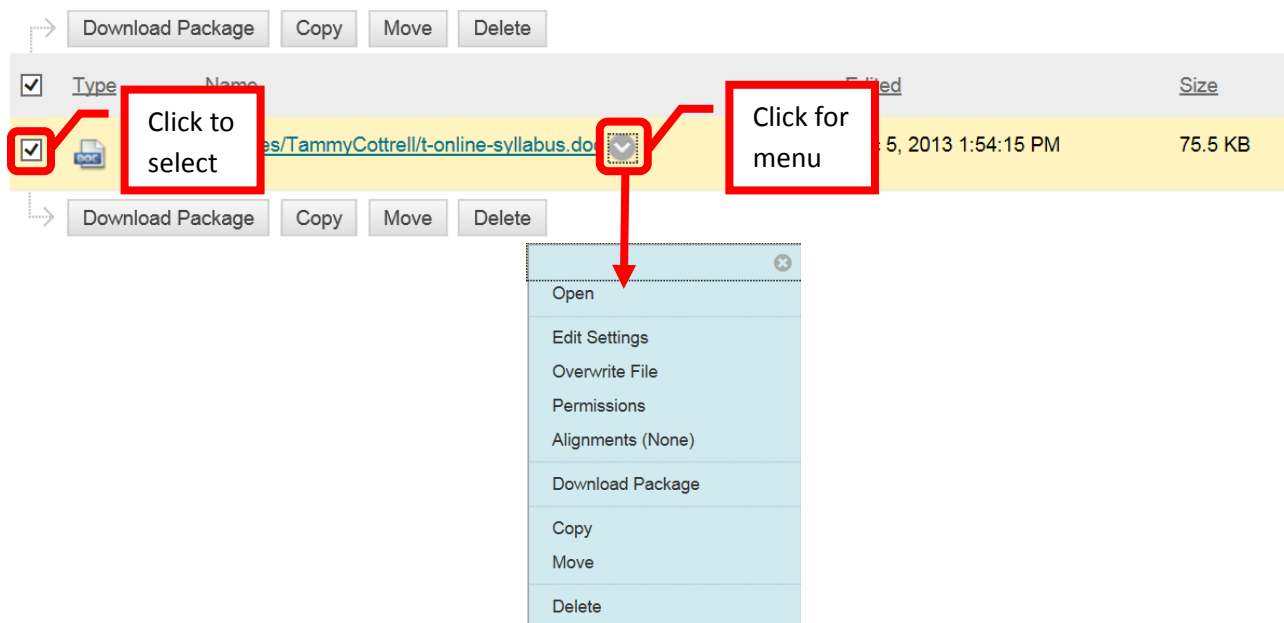 Download Package Copy Move Delete
Type Name Edited Size
Click to
select
Click for
menu
DOC es/TammyCottrell/t-online-syllabus.doc 5, 2013 1:54:15 PM 75.5 KB
Download Package Copy Move Delete
Open
Edit Settings
Overwrite File
Permissions
Alignments (None)
Download Package
Copy
Move
Delete